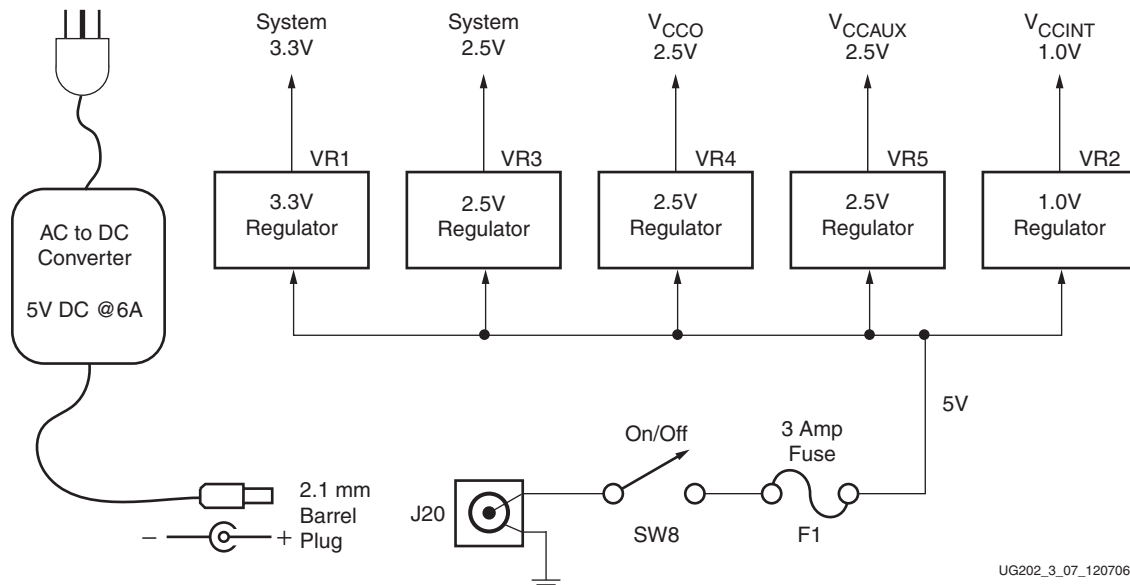 System
3.3V
System
2.5V
VCCO
2.5V
VCCAUX
2.5V
VCCINT
1.0V
VR1
VR3
VR4
VR5
VR2
3.3V
Regulator
2.5V
Regulator
2.5V
Regulator
2.5V
Regulator
1.0V
Regulator
AC to DC
Converter
5V DC @6A
5V
On/Off
3 Amp
Fuse
2.1 mm
Barrel
Plug
− +
J20
SW8
F1
UG202_3_07_120706